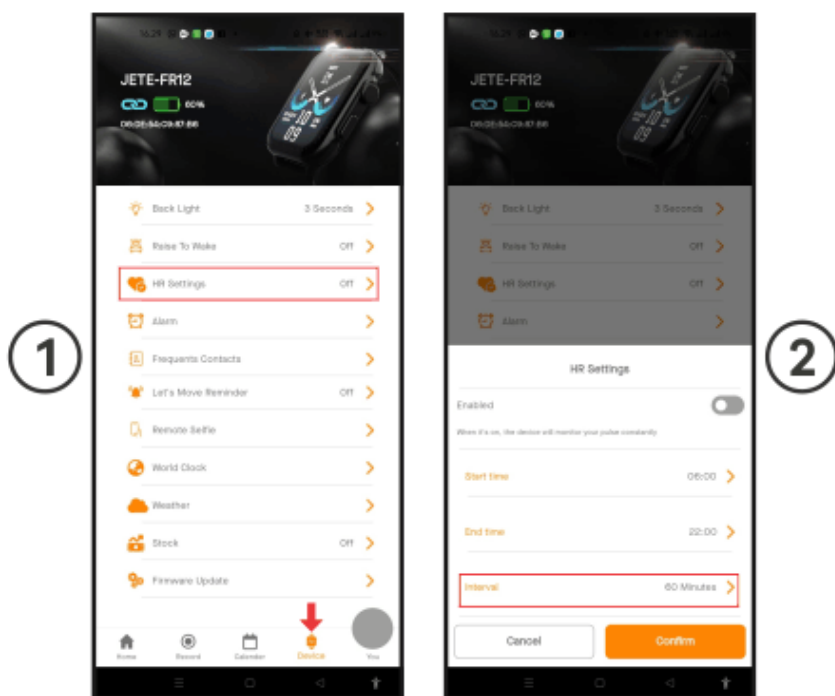 1
16.29
JETE-FR12
60%
Back Light 3 Seconds
Raise To Wake Off
HR Settings Off
Alarm
Frequents Contacts
Let's Move Reminder Off
Remote Selfie
World Clock
Weather
Stock Off
Firmware Update
Home Record Calendar Device You
2
16.29
JETE-FR12
60%
Back Light 3 Seconds
Raise To Wake Off
HR Settings Off
Alarm
HR Settings
Enabled
When it's on, the device will monitor your pulse constantly
Start time 06:00
End time 22:00
Interval 60 Minutes
Cancel Confirm